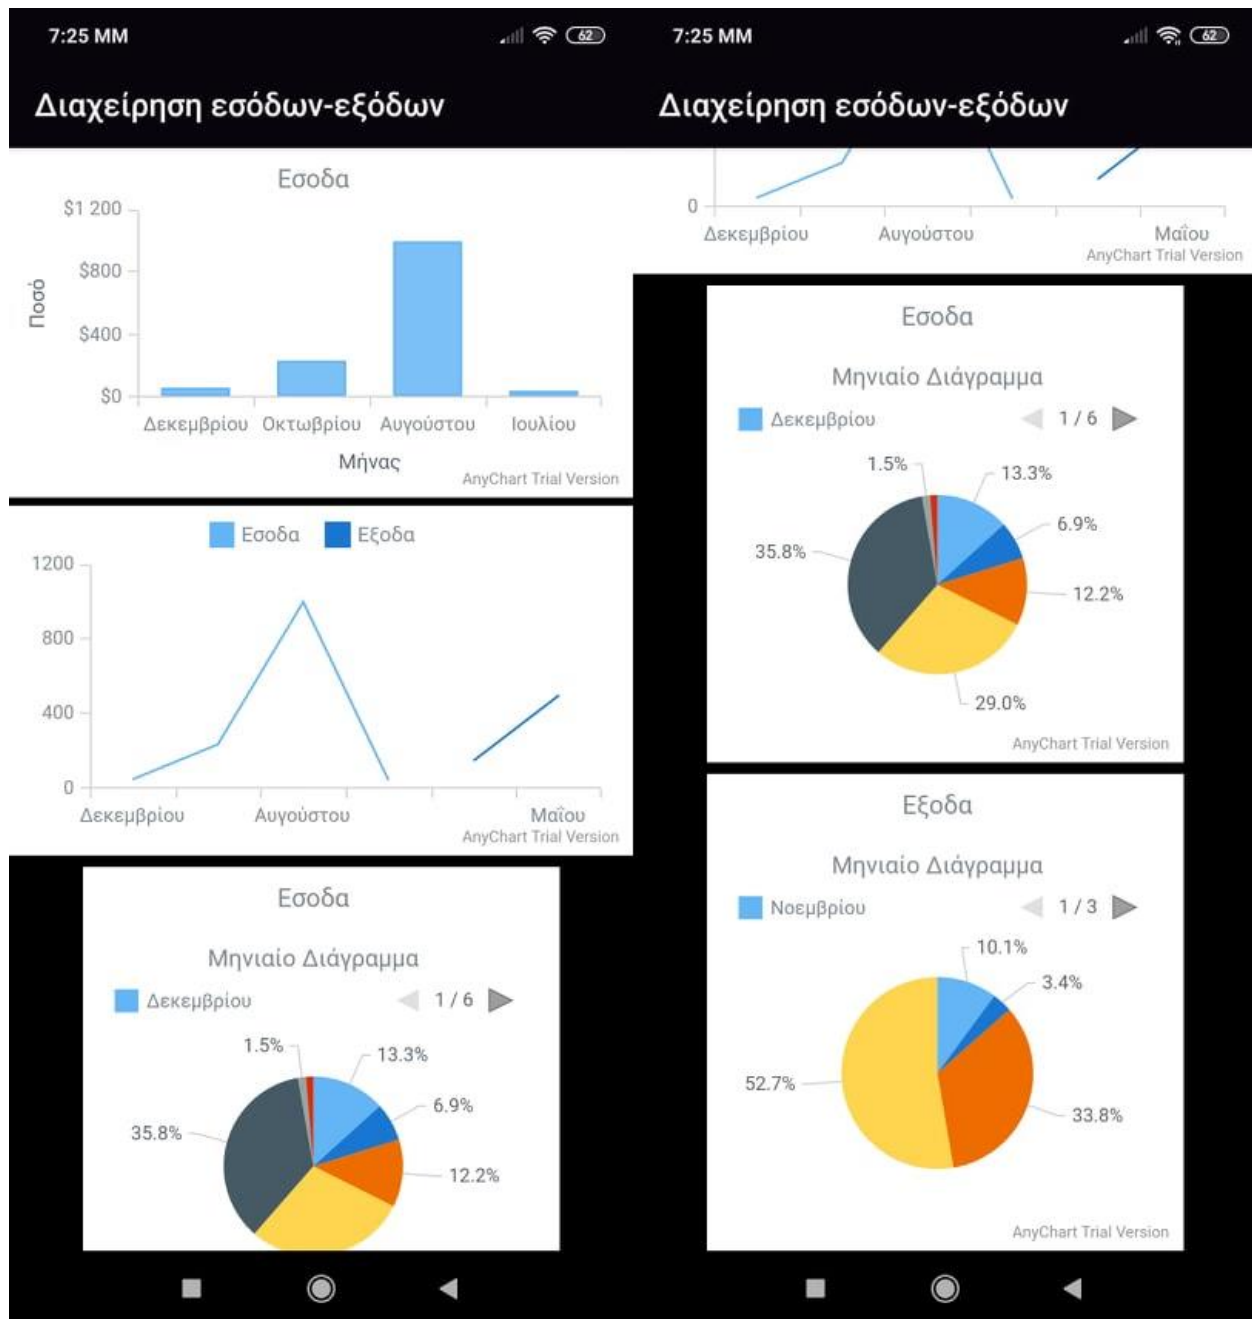 7:25 ΜΜ
62
Διαχείρηση εσόδων-εξόδων
Εσοδα
$1 200
$800
$400
$0
Ποσό
Δεκεμβρίου Οκτωβρίου Αυγούστου Ιουλίου
Μήνας
AnyChart Trial Version
Εσοδα Εξοδα
1200
800
400
0
Δεκεμβρίου Αυγούστου Μαΐου
AnyChart Trial Version
Εσοδα
Μηνιαίο Διάγραμμα
Δεκεμβρίου 1 / 6
1.5% 13.3%
6.9%
35.8%
12.2%
7:25 ΜΜ
62
Διαχείρηση εσόδων-εξόδων
0
Δεκεμβρίου Αυγούστου Μαΐου
AnyChart Trial Version
Εσοδα
Μηνιαίο Διάγραμμα
Δεκεμβρίου 1 / 6
1.5% 13.3%
6.9%
35.8%
12.2%
29.0%
AnyChart Trial Version
Εξοδα
Μηνιαίο Διάγραμμα
Νοεμβρίου 1 / 3
10.1%
3.4%
52.7%
33.8%
AnyChart Trial Version